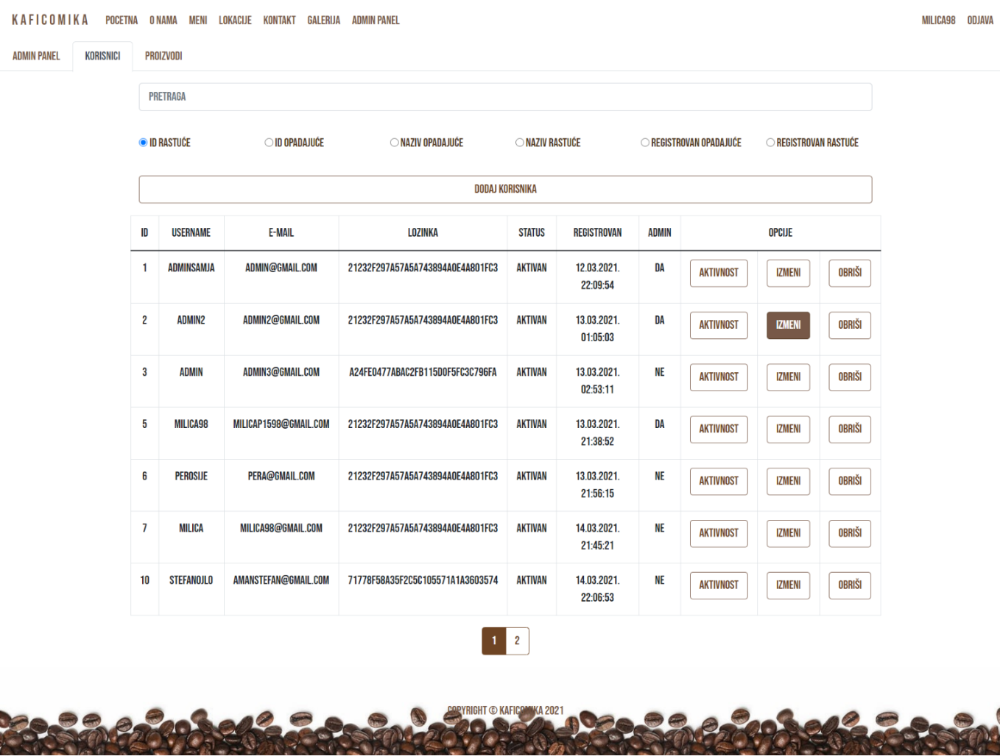 KAFICOMIKA POCETNA O NAMA MENI LOKACIJE KONTAKT GALERIJA ADMIN PANEL MILICA98 ODJAVA
ADMIN PANEL KORISNICI PROIZVODI
PRETRAGA
ID RASTUĆE ID OPADAJUĆE NAZIV OPADAJUĆE NAZIV RASTUĆE REGISTROVAN OPADAJUĆE REGISTROVAN RASTUĆE
DODAJ KORISNIKA
ID USERNAME E-MAIL LOZINKA STATUS REGISTROVAN ADMIN OPCIJE
1 ADMINSAMJA ADMIN@GMAIL.COM 21232F297A57A5A743894A0E4A801FC3 AKTIVAN 12.03.2021. DA AKTIVNOST IZMENI OBRIŠI
22:09:54
2 ADMIN2 ADMIN2@GMAIL.COM 21232F297A57A5A743894A0E4A801FC3 AKTIVAN 13.03.2021. DA AKTIVNOST IZMENI OBRIŠI
01:05:03
3 ADMIN ADMIN3@GMAIL.COM A24FE0477ABAC2FB115D0F5FC3C796FA AKTIVAN 13.03.2021. NE AKTIVNOST IZMENI OBRIŠI
02:53:11
5 MILICA98 MILICAP1598@GMAIL.COM 21232F297A57A5A743894A0E4A801FC3 AKTIVAN 13.03.2021. DA AKTIVNOST IZMENI OBRIŠI
21:38:52
6 PEROSIJE PERA@GMAIL.COM 21232F297A57A5A743894A0E4A801FC3 AKTIVAN 13.03.2021. NE AKTIVNOST IZMENI OBRIŠI
21:56:15
7 MILICA MILICA98@GMAIL.COM 21232F297A57A5A743894A0E4A801FC3 AKTIVAN 14.03.2021. NE AKTIVNOST IZMENI OBRIŠI
21:45:21
10 STEFANOJLO AMANSTEFAN@GMAIL.COM 71778F58A35F2C5C105571A1A3603574 AKTIVAN 14.03.2021. NE AKTIVNOST IZMENI OBRIŠI
22:06:53
1 2
COPYRIGHT © KAFICOMIKA 2021